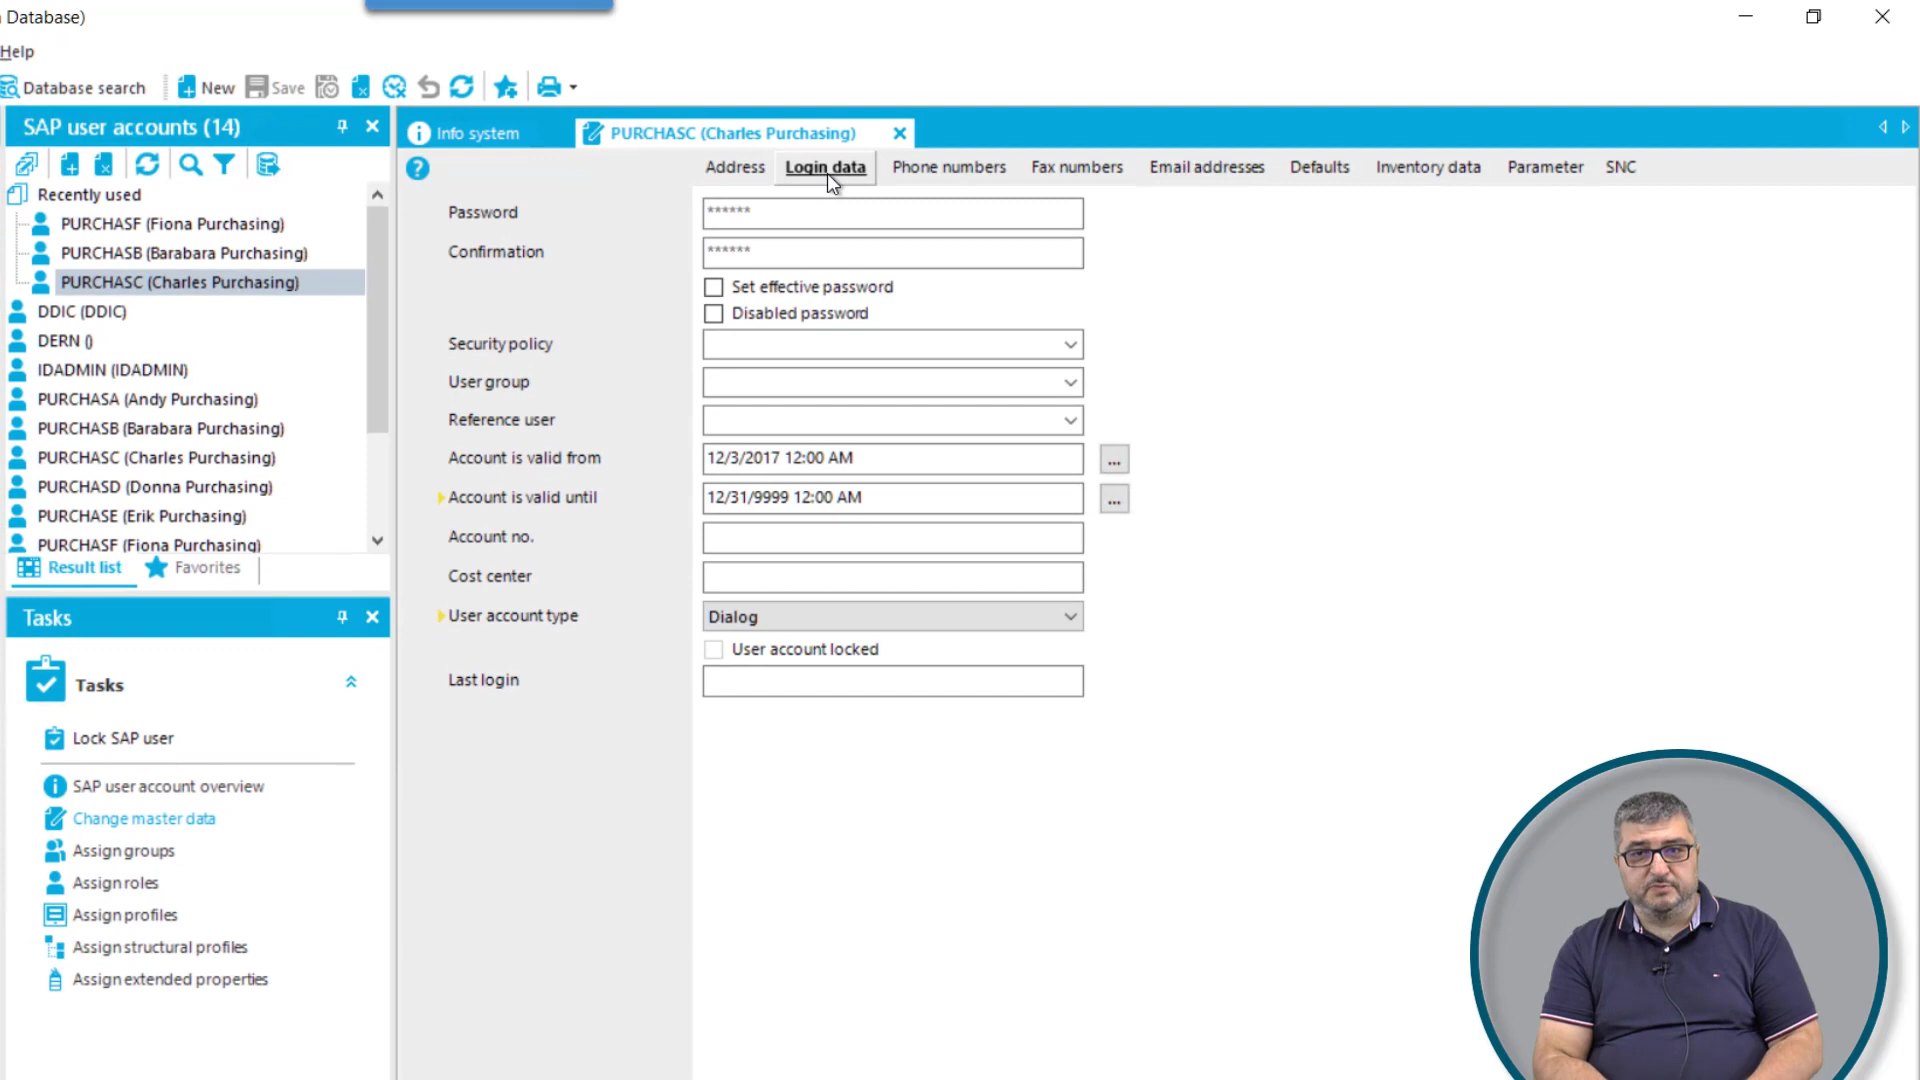 Database)
Help
Database search
New
Save
SAP user accounts (14)
Recently used
PURCHASF (Fiona Purchasing)
PURCHASB (Barabara Purchasing)
PURCHASC (Charles Purchasing)
DDIC (DDIC)
DERN ()
IDADMIN (IDADMIN)
PURCHASA (Andy Purchasing)
PURCHASB (Barabara Purchasing)
PURCHASC (Charles Purchasing)
PURCHASD (Donna Purchasing)
PURCHASE (Erik Purchasing)
PURCHASF (Fiona Purchasing)
Result list
Favorites
Tasks
Tasks
Lock SAP user
SAP user account overview
Change master data
Assign groups
Assign roles
Assign profiles
Assign structural profiles
Assign extended properties
Info system
PURCHASC (Charles Purchasing)
Address
Login data
Phone numbers
Fax numbers
Email addresses
Defaults
Inventory data
Parameter
SNC
Password
******
Confirmation
******
Set effective password
Disabled password
Security policy
User group
Reference user
Account is valid from
12/3/2017 12:00 AM
...
Account is valid until
12/31/9999 12:00 AM
...
Account no.
Cost center
User account type
Dialog
User account locked
Last login